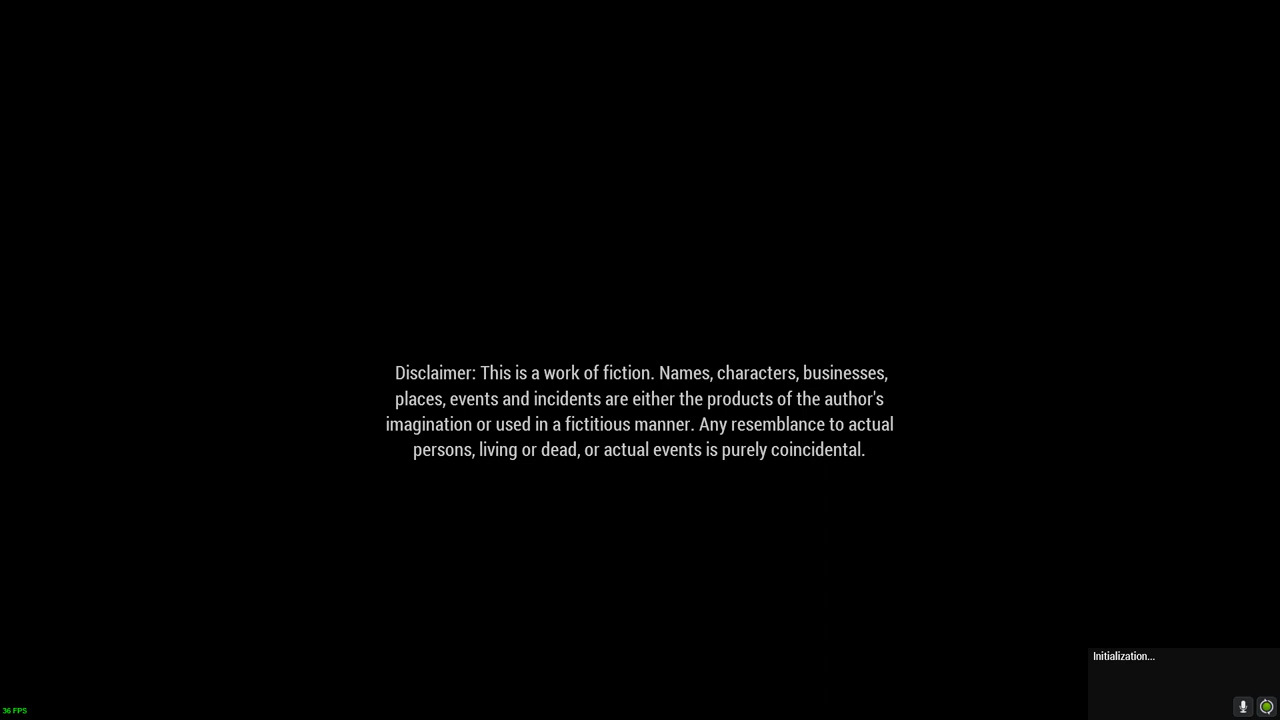 Disclaimer: This is a work of fiction. Names, characters, businesses,
places, events and incidents are either the products of the author's
imagination or used in a fictitious manner. Any resemblance to actual
persons, living or dead, or actual events is purely coincidental.
Initialization...
36 FPS